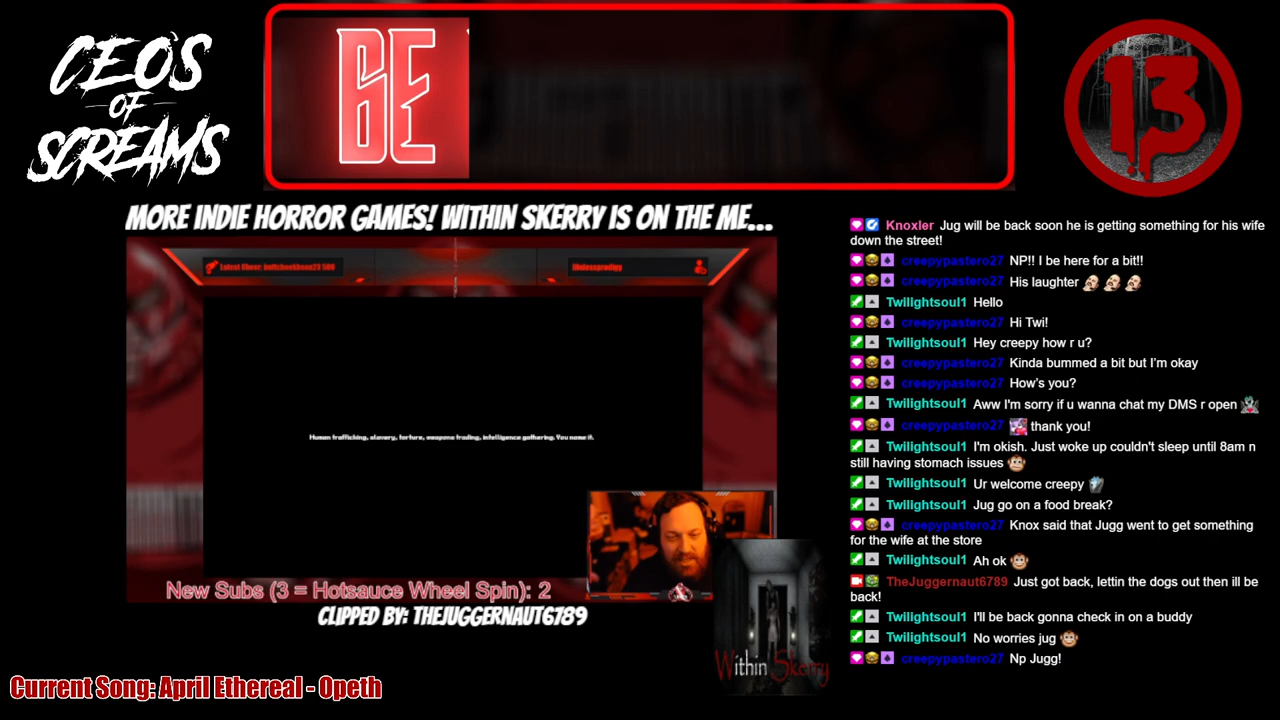 CEO'S
OF
SCREAMS
BE
13
MORE INDIE HORROR GAMES! WITHIN SKERRY IS ON THE ME...
Latest Cheer: buttcheekbean23 500
lifelessprodigy
Human trafficking, slavery, torture, weapons trading, intelligence gathering. You name it.
New Subs (3 = Hotsauce Wheel Spin): 2
CLIPPED BY: THEJUGGERNAUT6789
Within Skerry
Current Song: April Ethereal - Opeth
Knoxler Jug will be back soon he is getting something for his wife
down the street!
creepypastero27 NP!! I be here for a bit!!
creepypastero27 His laughter
Twilightsoul1 Hello
creepypastero27 Hi Twi!
Twilightsoul1 Hey creepy how r u?
creepypastero27 Kinda bummed a bit but I'm okay
creepypastero27 How's you?
Twilightsoul1 Aww I'm sorry if u wanna chat my DMS r open
creepypastero27 thank you!
Twilightsoul1 I'm okish. Just woke up couldn't sleep until 8am n
still having stomach issues
Twilightsoul1 Ur welcome creepy
Twilightsoul1 Jug go on a food break?
creepypastero27 Knox said that Jugg went to get something
for the wife at the store
Twilightsoul1 Ah ok
TheJuggernaut6789 Just got back, lettin the dogs out then ill be
back!
Twilightsoul1 I'll be back gonna check in on a buddy
Twilightsoul1 No worries jug
creepypastero27 Np Jugg!